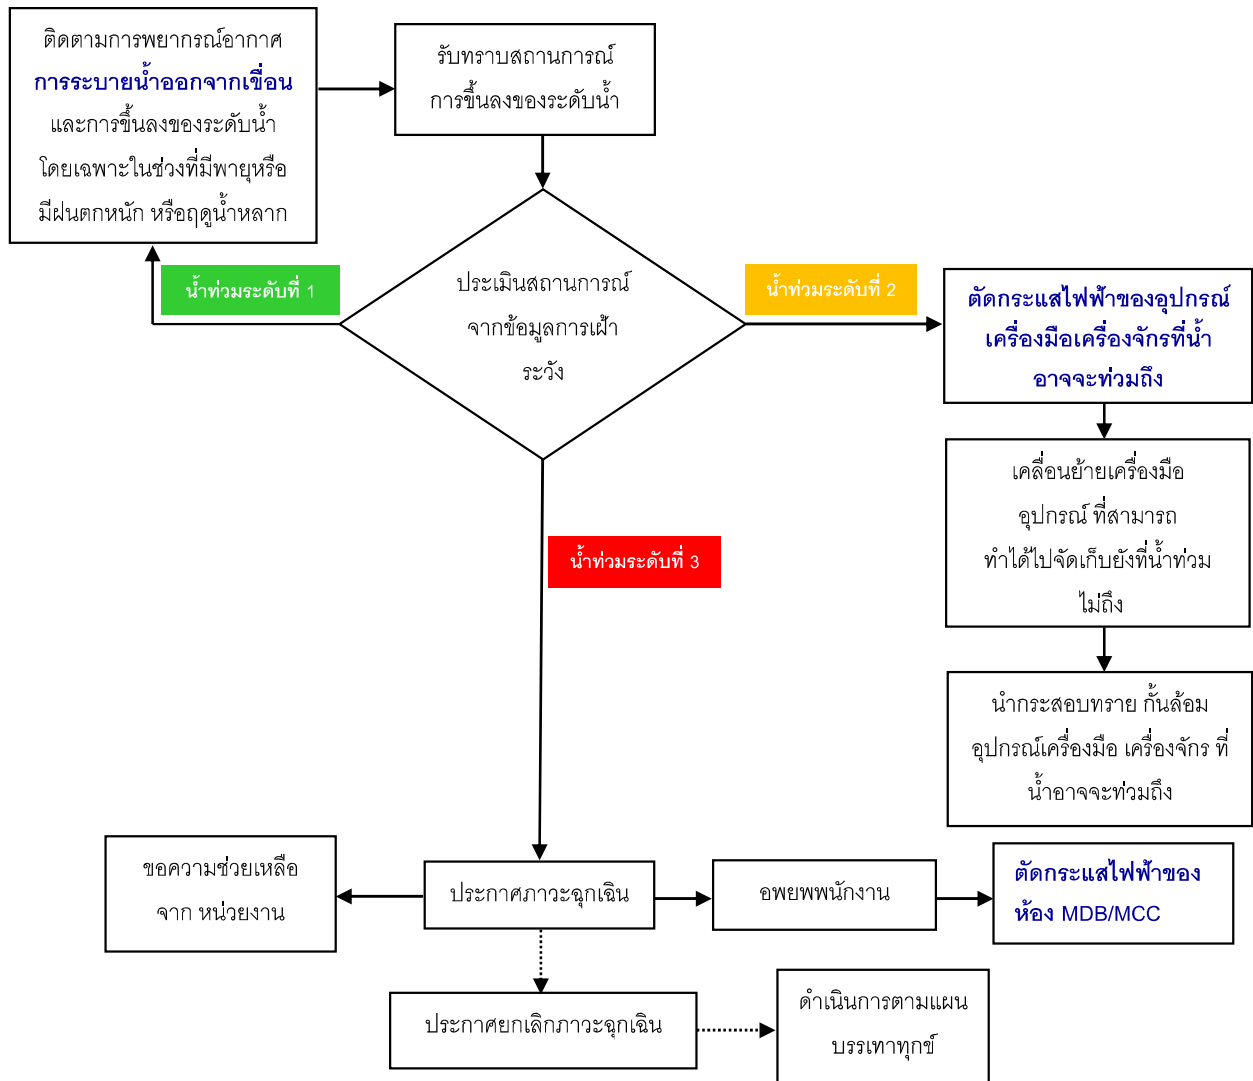 ติดตามการพยากรณ์อากาศ
การระบายน้ำออกจากเขื่อน
และการขึ้นลงของระดับน้ำ
โดยเฉพาะในช่วงที่มีพายุหรือ
มีฝนตกหนัก หรือฤดูน้ำหลาก
รับทราบสถานการณ์
การขึ้นลงของระดับน้ำ
ประเมินสถานการณ์
จากข้อมูลการเฝ้า
ระวัง
น้ำท่วมระดับที่ 1
น้ำท่วมระดับที่ 2
ตัดกระแสไฟฟ้าของอุปกรณ์
เครื่องมือเครื่องจักรที่น้ำ
อาจจะท่วมถึง
เคลื่อนย้ายเครื่องมือ
อุปกรณ์ ที่สามารถ
ทำได้ไปจัดเก็บยังที่น้ำท่วม
ไม่ถึง
นำกระสอบทราย กั้นล้อม
อุปกรณ์เครื่องมือ เครื่องจักร ที่
น้ำอาจจะท่วมถึง
น้ำท่วมระดับที่ 3
ขอความช่วยเหลือ
จาก หน่วยงาน
ประกาศภาวะฉุกเฉิน
อพยพพนักงาน
ตัดกระแสไฟฟ้าของ
ห้อง MDB/MCC
ประกาศยกเลิกภาวะฉุกเฉิน
ดำเนินการตามแผน
บรรเทาทุกข์